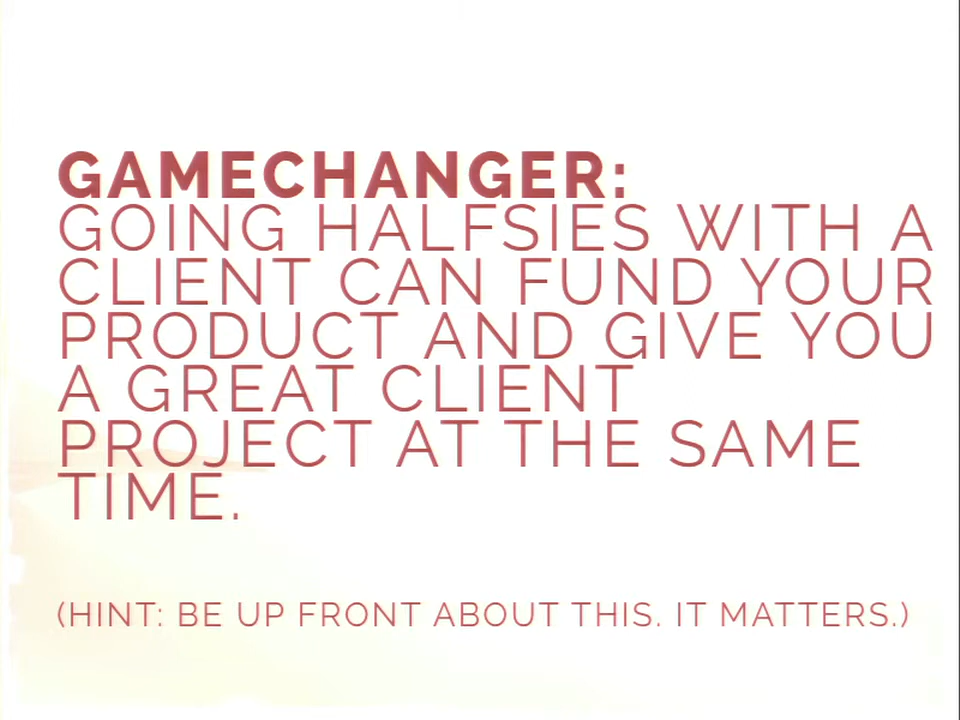 GAMECHANGER:
GOING HALFSIES WITH A
CLIENT CAN FUND YOUR
PRODUCT AND GIVE YOU
A GREAT CLIENT
PROJECT AT THE SAME
TIME.
(HINT: BE UP FRONT ABOUT THIS. IT MATTERS.)